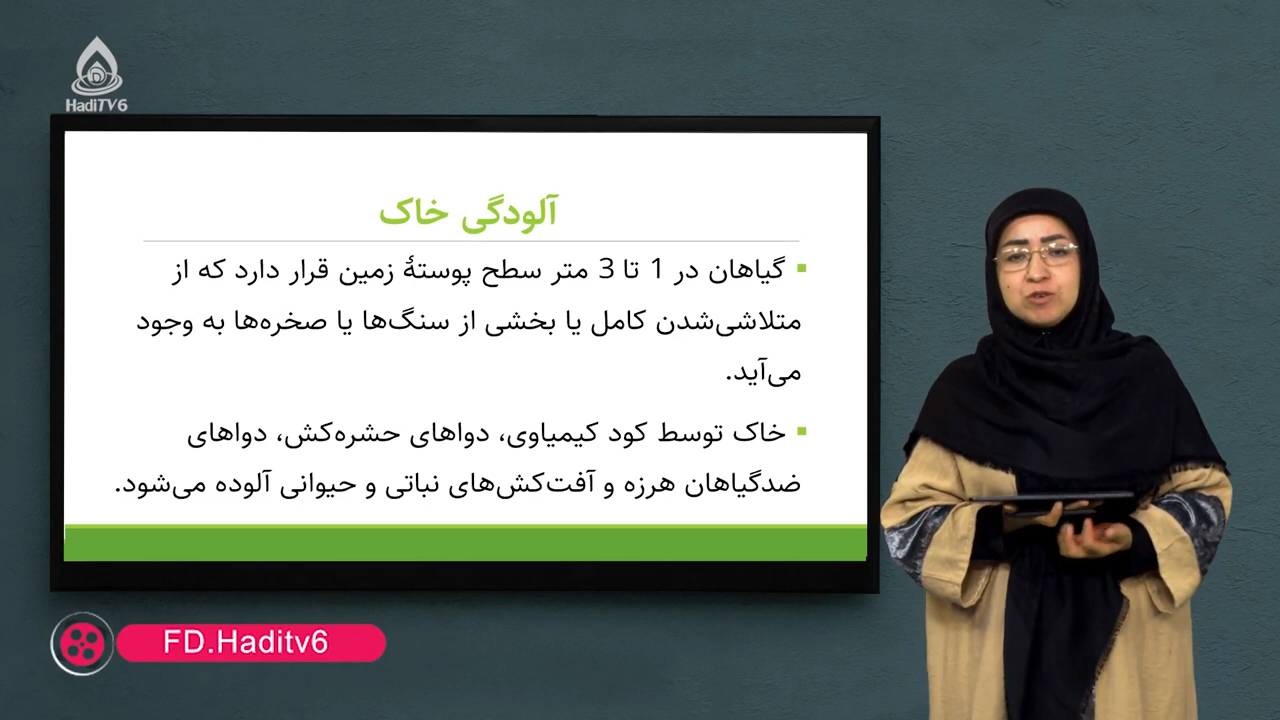 HadiTV6
آلودگی خاک
گیاهان در 1 تا 3 متر سطح پوستهٔ زمین قرار دارد که از
متلاشی‌شدن کامل یا بخشی از سنگ‌ها یا صخره‌ها به وجود
می‌آید.
خاک توسط کود کیمیاوی، دواهای حشره‌کش، دواهای
ضدگیاهان هرزه و آفت‌کش‌های نباتی و حیوانی آلوده می‌شود.
FD.Haditv6